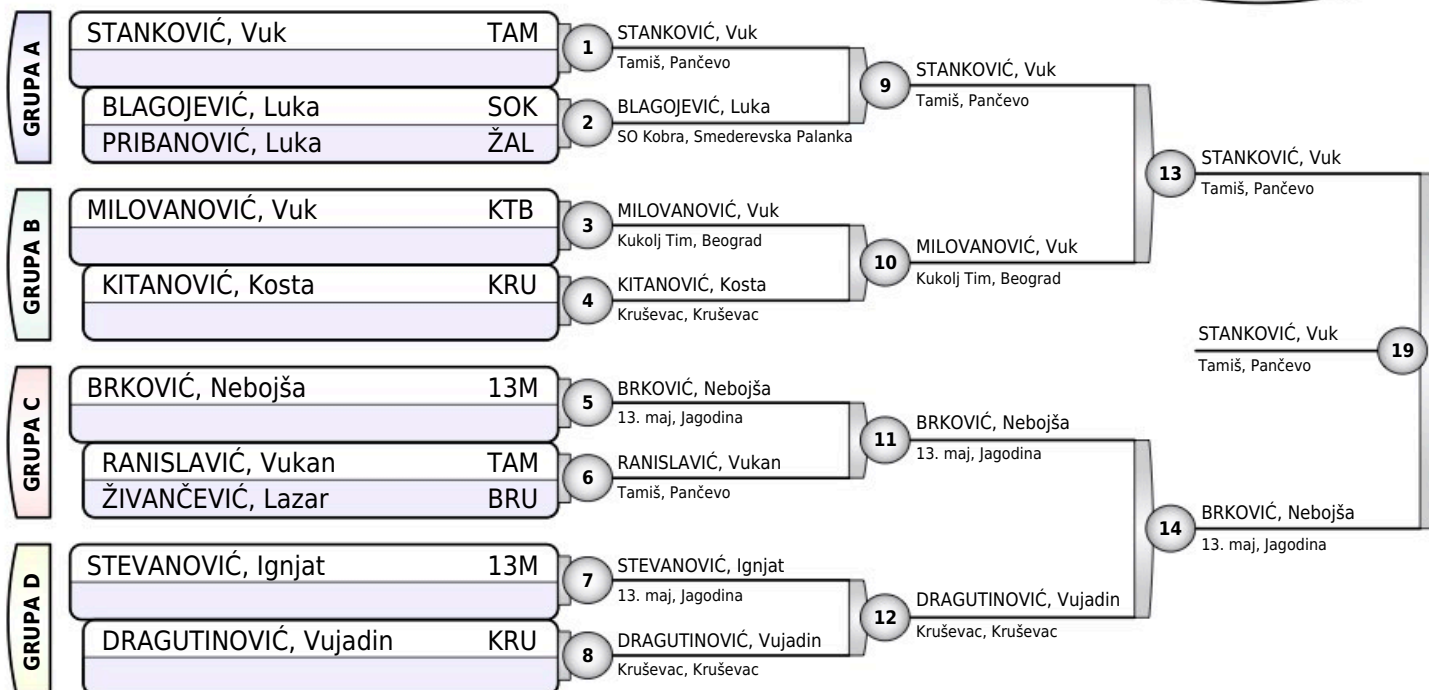 GRUPA A
STANKOVIĆ, Vuk TAM
BLAGOJEVIĆ, Luka SOK
PRIBANOVIĆ, Luka ŽAL
GRUPA B
MILOVANOVIĆ, Vuk KTB
KITANOVIĆ, Kosta KRU
GRUPA C
BRKOVIĆ, Nebojša 13M
RANISLAVIĆ, Vukan TAM
ŽIVANČEVIĆ, Lazar BRU
GRUPA D
STEVANOVIĆ, Ignjat 13M
DRAGUTINOVIĆ, Vujadin KRU
1
STANKOVIĆ, Vuk
Tamiš, Pančevo
2
BLAGOJEVIĆ, Luka
SO Kobra, Smederevska Palanka
3
MILOVANOVIĆ, Vuk
Kukolj Tim, Beograd
4
KITANOVIĆ, Kosta
Kruševac, Kruševac
5
BRKOVIĆ, Nebojša
13. maj, Jagodina
6
RANISLAVIĆ, Vukan
Tamiš, Pančevo
7
STEVANOVIĆ, Ignjat
13. maj, Jagodina
8
DRAGUTINOVIĆ, Vujadin
Kruševac, Kruševac
9
STANKOVIĆ, Vuk
Tamiš, Pančevo
10
MILOVANOVIĆ, Vuk
Kukolj Tim, Beograd
11
BRKOVIĆ, Nebojša
13. maj, Jagodina
12
DRAGUTINOVIĆ, Vujadin
Kruševac, Kruševac
13
STANKOVIĆ, Vuk
Tamiš, Pančevo
14
BRKOVIĆ, Nebojša
13. maj, Jagodina
STANKOVIĆ, Vuk
Tamiš, Pančevo
19